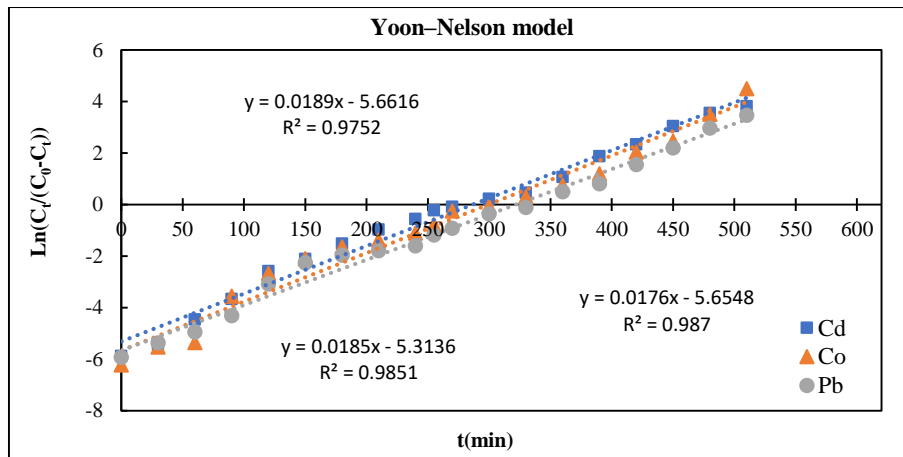 Yoon–Nelson model
6
4
2
0
-2
-4
-6
-8
Ln(Cₜ/(C₀-Cₜ))
y = 0.0189x - 5.6616
R² = 0.9752
0 50 100 150 200 250 300 350 400 450 500 550 600
y = 0.0176x - 5.6548
R² = 0.987
y = 0.0185x - 5.3136
R² = 0.9851
Cd
Co
Pb
t(min)